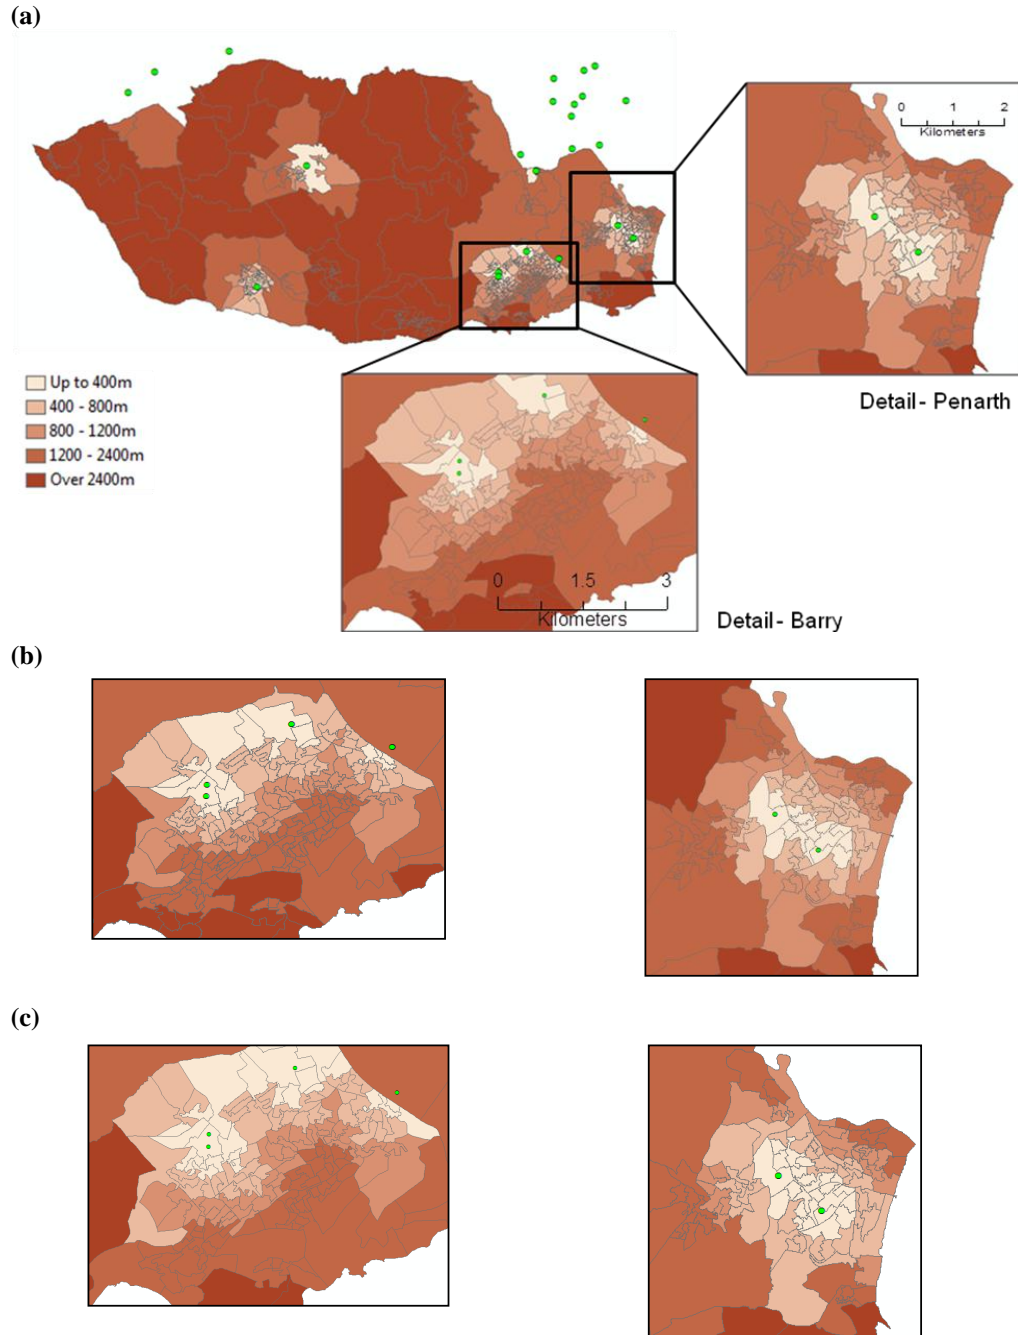 (a)
0 1 2
Kilometers
Up to 400m
400 - 800m
800 - 1200m
1200 - 2400m
Over 2400m
Detail - Penarth
0 1.5 3
Kilometers
Detail - Barry
(b)
(c)